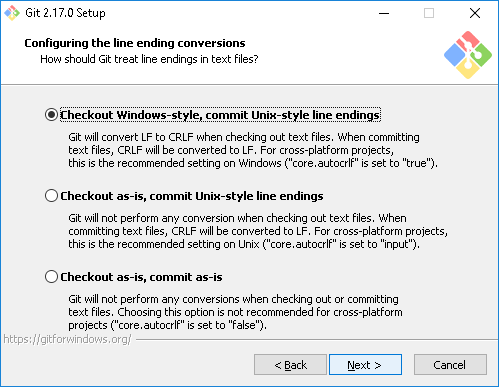 Git 2.17.0 Setup
Configuring the line ending conversions
How should Git treat line endings in text files?
Checkout Windows-style, commit Unix-style line endings
Git will convert LF to CRLF when checking out text files. When committing
text files, CRLF will be converted to LF. For cross-platform projects,
this is the recommended setting on Windows ("core.autocrlf" is set to "true").
Checkout as-is, commit Unix-style line endings
Git will not perform any conversion when checking out text files. When
committing text files, CRLF will be converted to LF. For cross-platform projects,
this is the recommended setting on Unix ("core.autocrlf" is set to "input").
Checkout as-is, commit as-is
Git will not perform any conversions when checking out or committing
text files. Choosing this option is not recommended for cross-platform
projects ("core.autocrlf" is set to "false").
https://gitforwindows.org/
< Back
Next >
Cancel